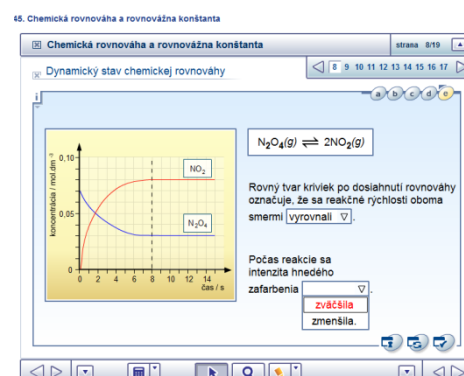 45. Chemická rovnováha a rovnovážna konštanta
Chemická rovnováha a rovnovážna konštanta
strana 8/19
Dynamický stav chemickej rovnováhy
8 9 10 11 12 13 14 15 16 17
i
a b c d e
koncentrácia / mol.dm⁻³
0,10
0,05
0
NO₂
N₂O₄
0 2 4 6 8 10 12 14
čas / s
N₂O₄(g) ⇌ 2NO₂(g)
Rovný tvar kriviek po dosiahnutí rovnováhy
označuje, že sa reakčné rýchlosti oboma
smermi vyrovnali.
Počas reakcie sa
intenzita hnedého
zafarbenia
zväčšila
zmenšila.